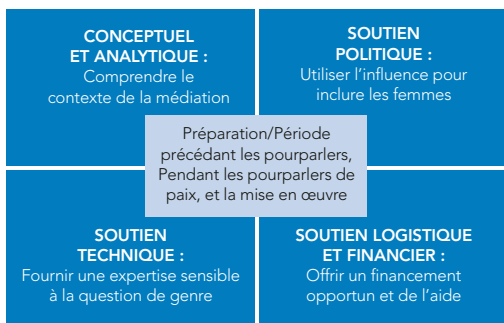 CONCEPTUEL
ET ANALYTIQUE :
Comprendre le
contexte de la médiation
SOUTIEN
POLITIQUE :
Utiliser l’influence pour
inclure les femmes
Préparation/Période
précédant les pourparlers,
Pendant les pourparlers de
paix, et la mise en œuvre
SOUTIEN
TECHNIQUE :
Fournir une expertise sensible
à la question de genre
SOUTIEN LOGISTIQUE
ET FINANCIER :
Offrir un financement
opportun et de l’aide